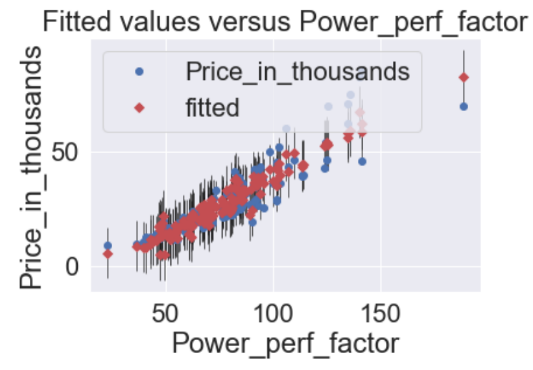 Fitted values versus Power_perf_factor
Price_in_thousands
fitted
Price_in_thousands
50
0
50
100
150
Power_perf_factor